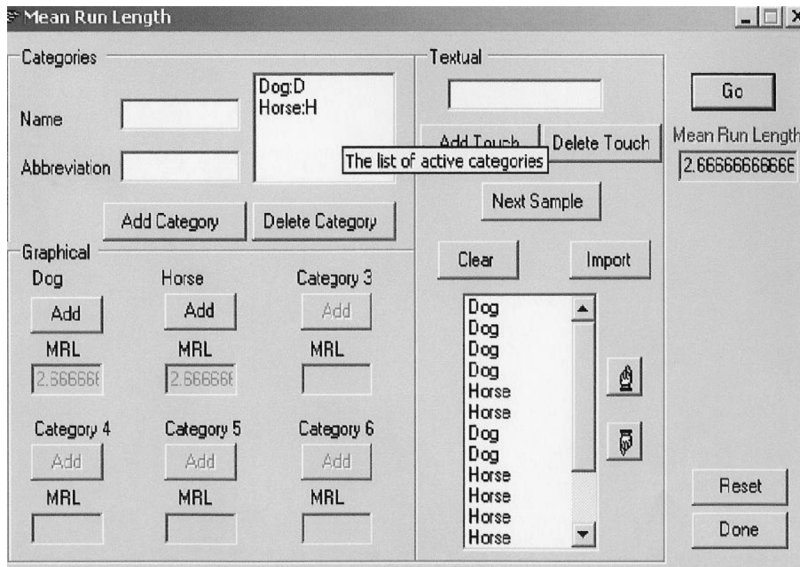 Mean Run Length
Categories
Name
Abbreviation
Dog:D
Horse:H
The list of active categories
Add Category
Delete Category
Textual
Add Touch
Delete Touch
Next Sample
Clear
Import
Dog
Dog
Dog
Dog
Horse
Horse
Dog
Dog
Horse
Horse
Horse
Horse
Go
Mean Run Length
2.6666666666
Reset
Done
Graphical
Dog
Horse
Category 3
Add
Add
Add
MRL
MRL
MRL
2.666666
2.666666
Category 4
Category 5
Category 6
Add
Add
Add
MRL
MRL
MRL